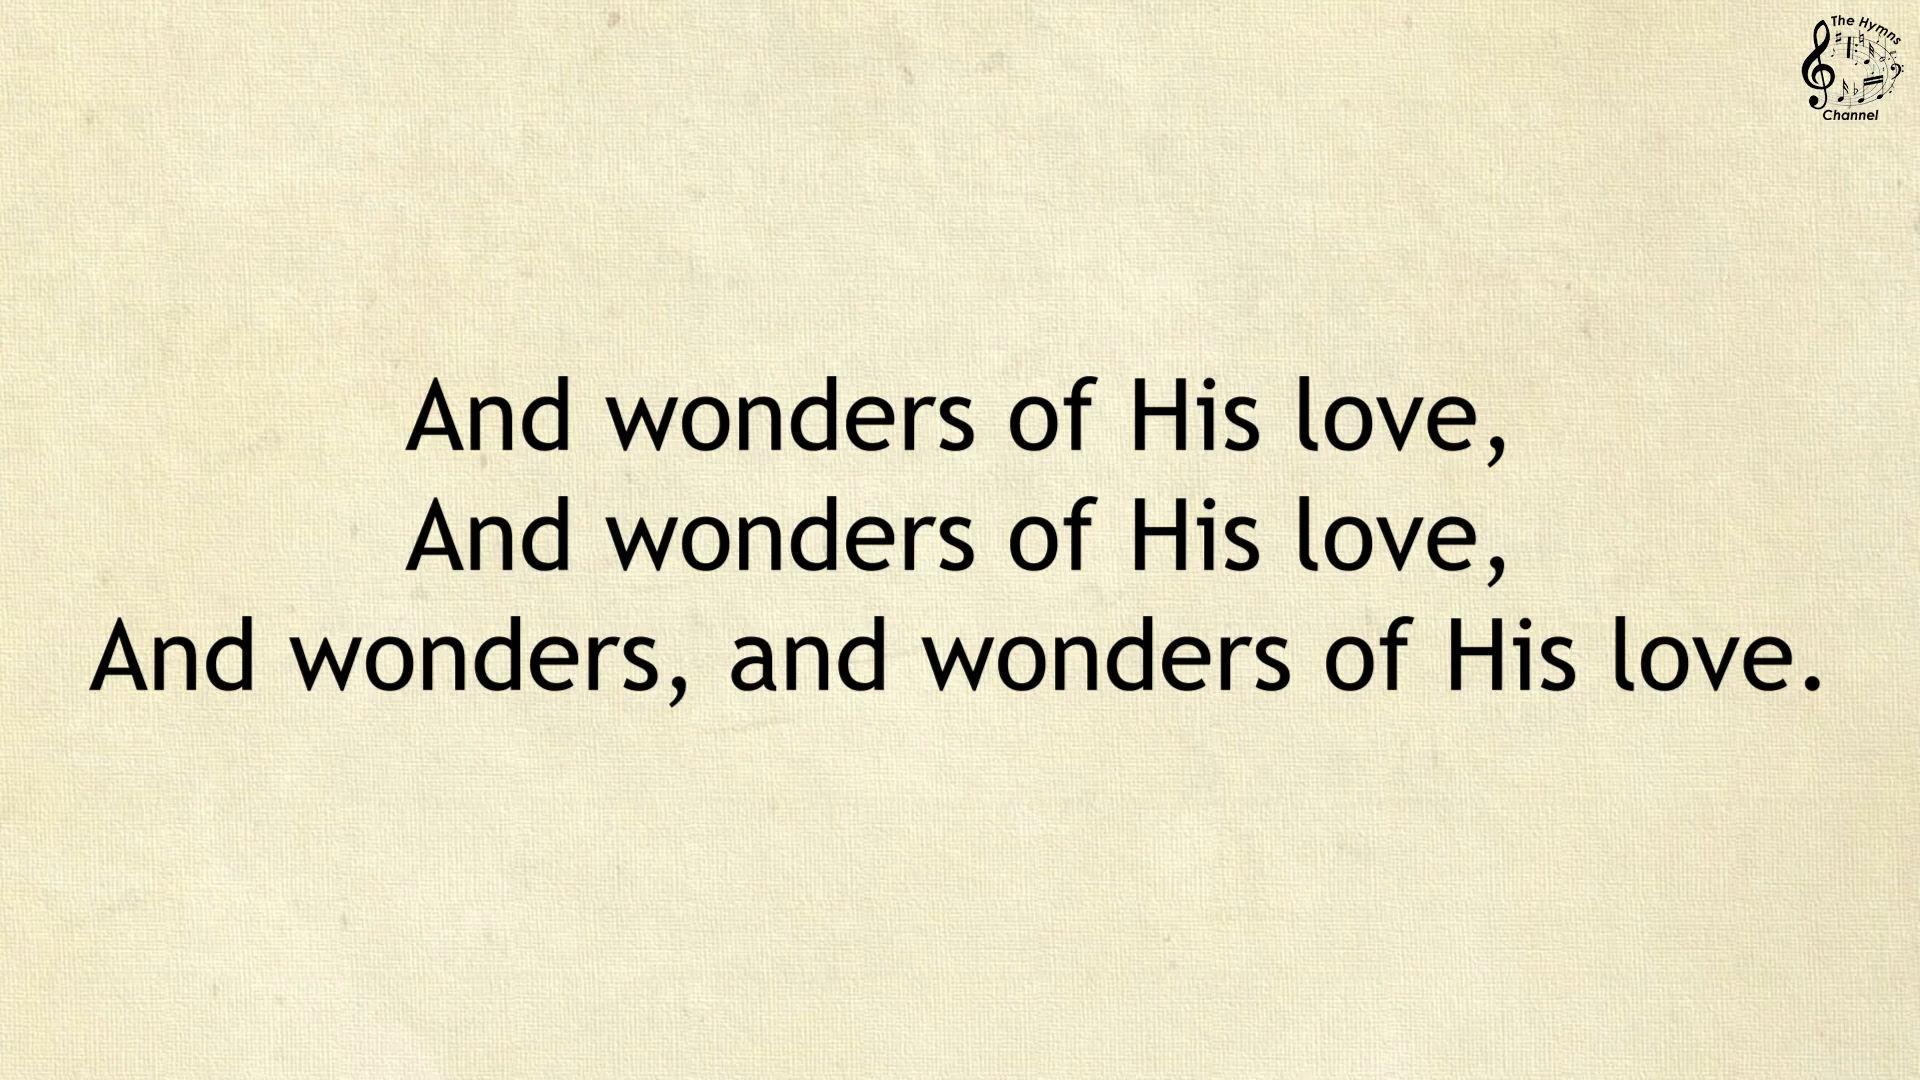 The Hymns
Channel
And wonders of His love,
And wonders of His love,
And wonders, and wonders of His love.